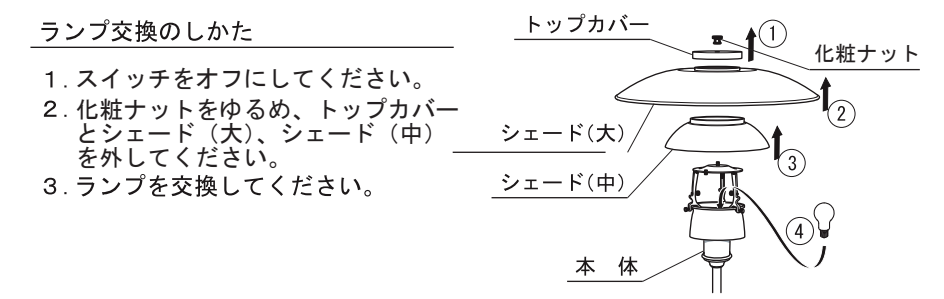 ランプ交換のしかた
１．スイッチをオフにしてください。
２．化粧ナットをゆるめ、トップカバー
とシェード（大）、シェード（中）
を外してください。
３．ランプを交換してください。
トップカバー
①
化粧ナット
②
シェード(大)
③
シェード(中)
④
本　体